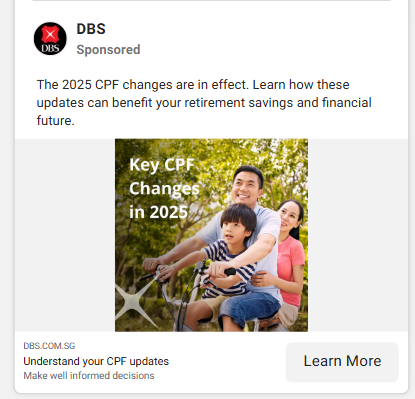 DBS
Sponsored
DBS
The 2025 CPF changes are in effect. Learn how these
updates can benefit your retirement savings and financial
future.
Key CPF
Changes
in 2025
DBS.COM.SG
Understand your CPF updates
Make well informed decisions
Learn More